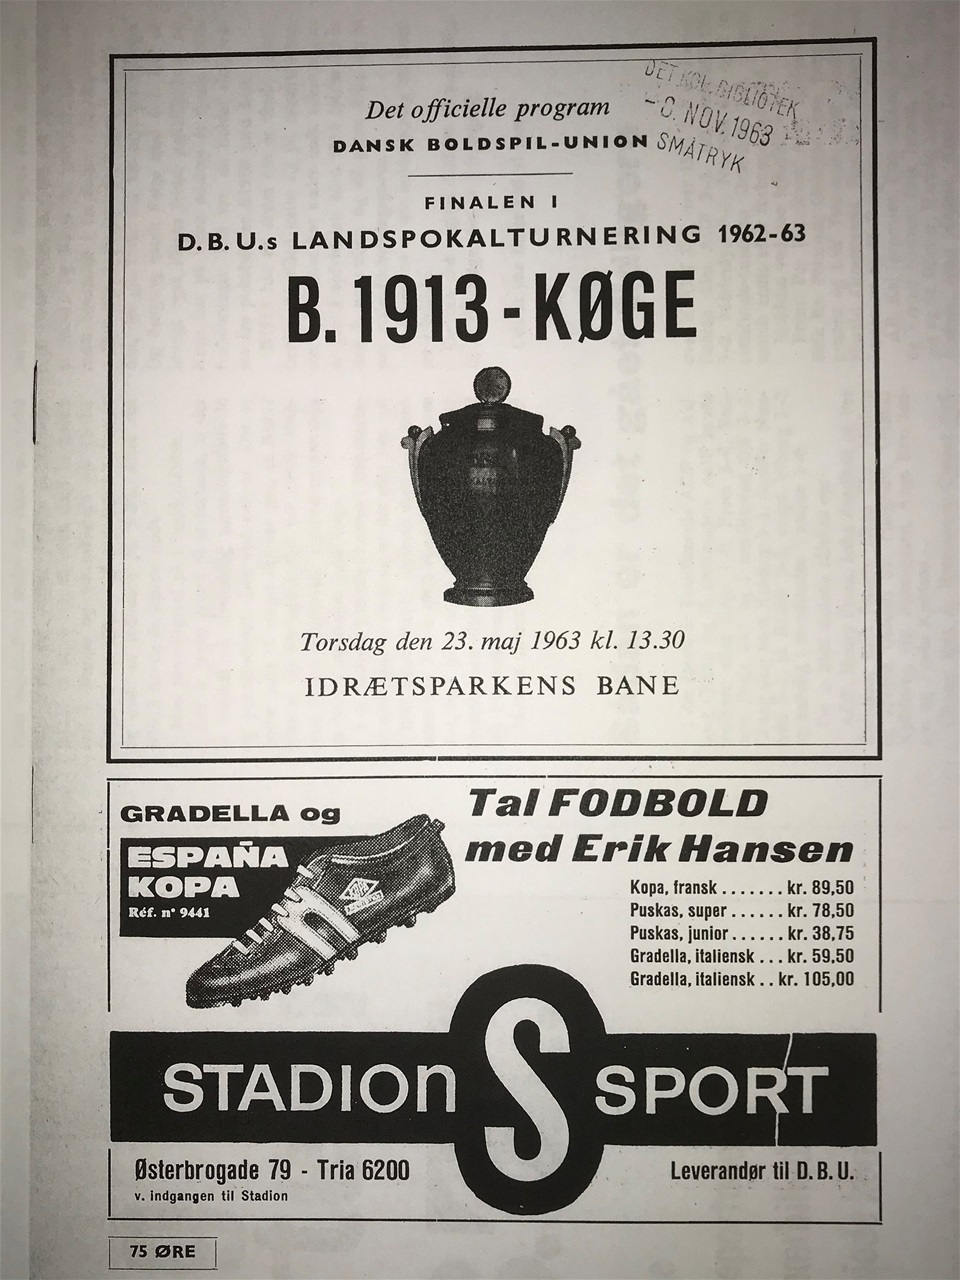 Det officielle program
DANSK BOLDSPIL-UNION
DET KGL. BIBLIOTEK
NOV. 1963
SMÅTRYK
FINALEN I
D.B.U.s LANDSPOKALTURNERING 1962-63
B. 1913 - KØGE
Torsdag den 23. maj 1963 kl. 13.30
IDRÆTSPARKENS BANE
GRADELLA og
ESPAÑA
KOPA
Réf. n° 9441
Tal FODBOLD
med Erik Hansen
Kopa, fransk ....... kr. 89,50
Puskas, super ...... kr. 78,50
Puskas, junior ...... kr. 38,75
Gradella, italiensk ... kr. 59,50
Gradella, italiensk .. kr. 105,00
STADION S SPORT
Østerbrogade 79 - Tria 6200
v. indgangen til Stadion
Leverandør til D.B.U.
75 ØRE